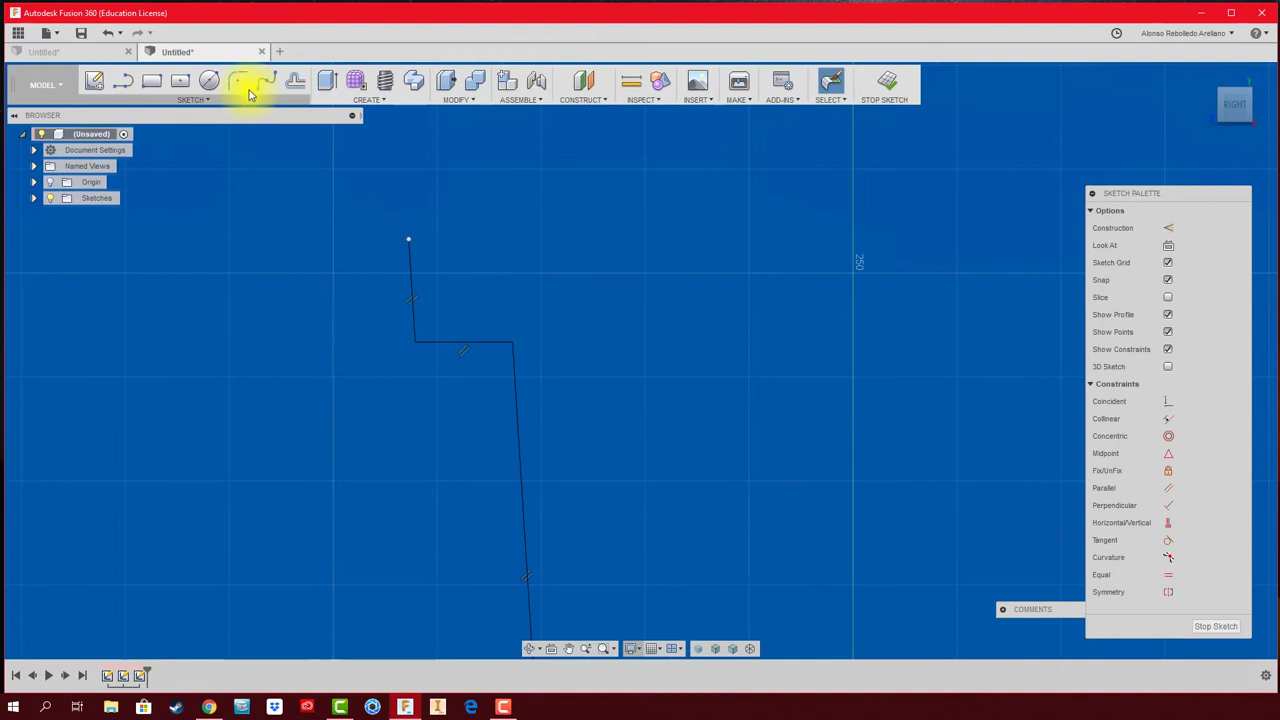 Autodesk Fusion 360 (Education License)
Alonso Rebolledo Arellano
Untitled*
Untitled*
MODEL
SKETCH
CREATE
MODIFY
ASSEMBLE
CONSTRUCT
INSPECT
INSERT
MAKE
ADD-INS
SELECT
STOP SKETCH
BROWSER
(Unsaved)
Document Settings
Named Views
Origin
Sketches
RIGHT
250
SKETCH PALETTE
Options
Construction
Look At
Sketch Grid
Snap
Slice
Show Profile
Show Points
Show Constraints
3D Sketch
Constraints
Coincident
Collinear
Concentric
Midpoint
Fix/UnFix
Parallel
Perpendicular
Horizontal/Vertical
Tangent
Curvature
Equal
Symmetry
Stop Sketch
COMMENTS